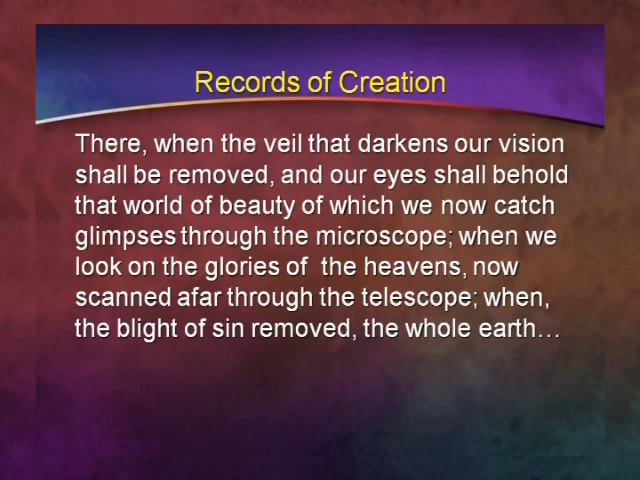 Records of Creation
There, when the veil that darkens our vision
shall be removed, and our eyes shall behold
that world of beauty of which we now catch
glimpses through the microscope; when we
look on the glories of  the heavens, now
scanned afar through the telescope; when,
the blight of sin removed, the whole earth…